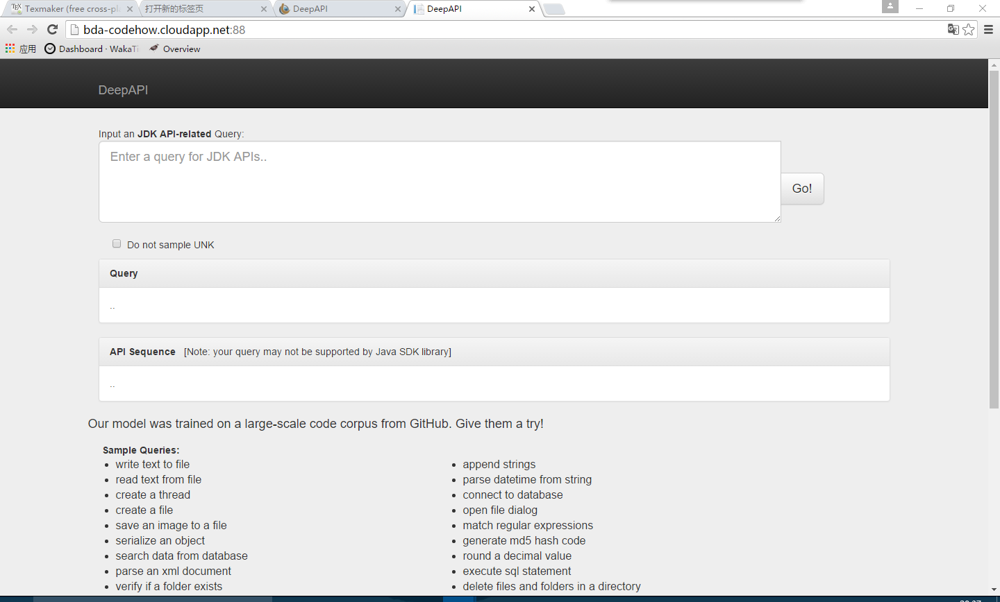 Texmaker (free cross-pl
打开新的标签页
DeepAPI
DeepAPI
bda-codehow.cloudapp.net:88
应用
Dashboard · WakaTi
Overview
DeepAPI
Input an JDK API-related Query:
Enter a query for JDK APIs..
Go!
Do not sample UNK
Query
..
API Sequence [Note: your query may not be supported by Java SDK library]
..
Our model was trained on a large-scale code corpus from GitHub. Give them a try!
Sample Queries:
• write text to file
• read text from file
• create a thread
• create a file
• save an image to a file
• serialize an object
• search data from database
• parse an xml document
• verify if a folder exists
• append strings
• parse datetime from string
• connect to database
• open file dialog
• match regular expressions
• generate md5 hash code
• round a decimal value
• execute sql statement
• delete files and folders in a directory